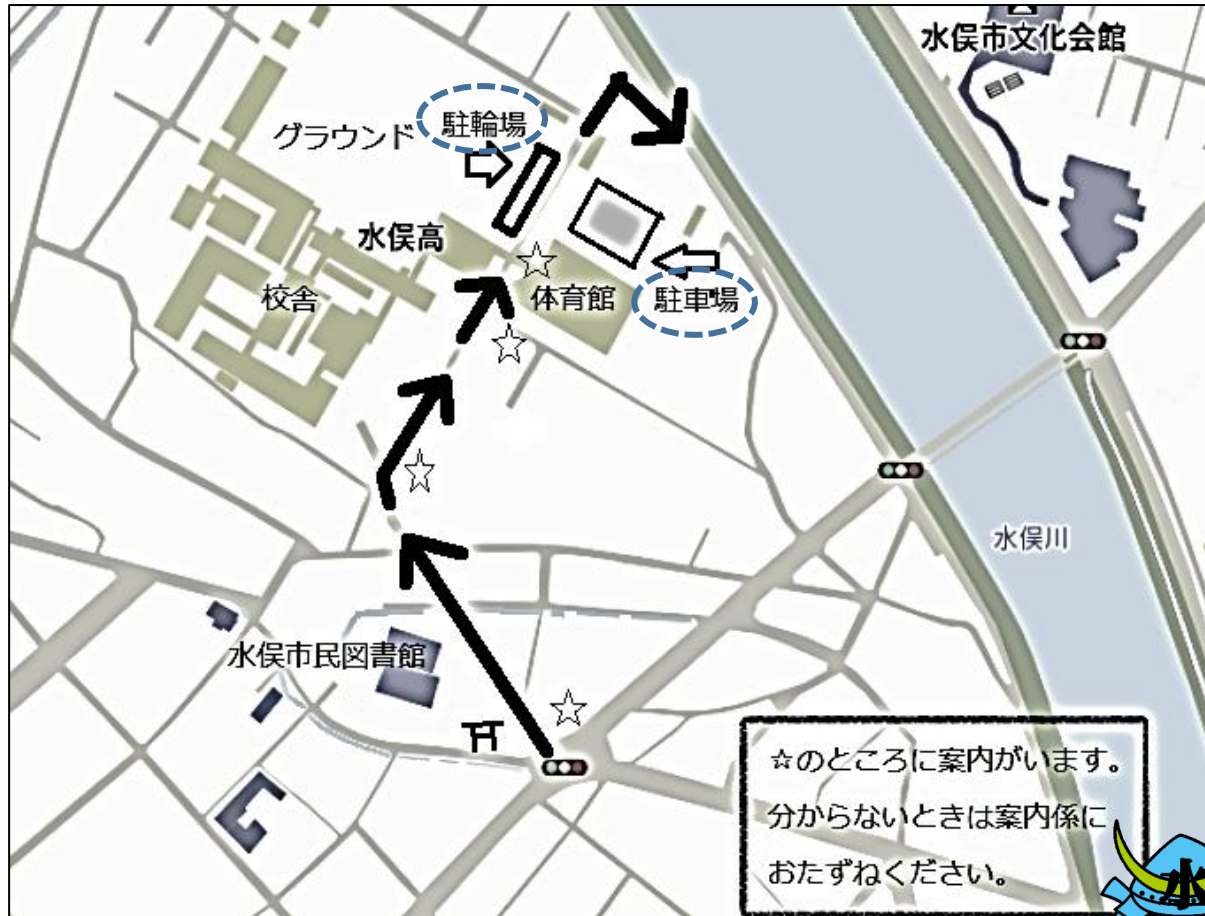 水俣市文化会館
グラウンド
駐輪場
水俣高
校舎
体育館
駐車場
水俣川
水俣市民図書館
☆のところに案内がいます。
分からないときは案内係に
おたずねください。
水